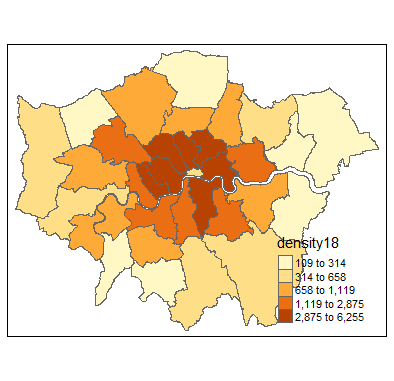 density18
109 to 314
314 to 658
658 to 1,119
1,119 to 2,875
2,875 to 6,255